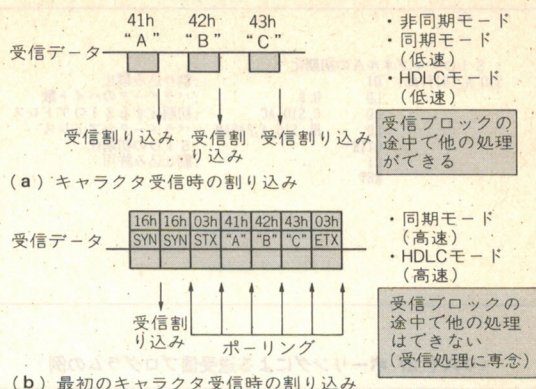 41h 42h 43h
“A” “B” “C”
受信データ
受信割り込み 受信割り込み 受信割り込み
・非同期モード
・同期モード
(低速)
・HDLCモード
(低速)
受信ブロックの
途中で他の処理
ができる
(a) キャラクタ受信時の割り込み
16h 16h 03h 41h 42h 43h 03h
受信データ SYN SYN STX “A” “B” “C” ETX
受信割り込み
ポーリング
・同期モード
(高速)
・HDLCモード
(高速)
受信ブロックの
途中で他の処理
はできない
(受信処理に専念)
(b) 最初のキャラクタ受信時の割り込み